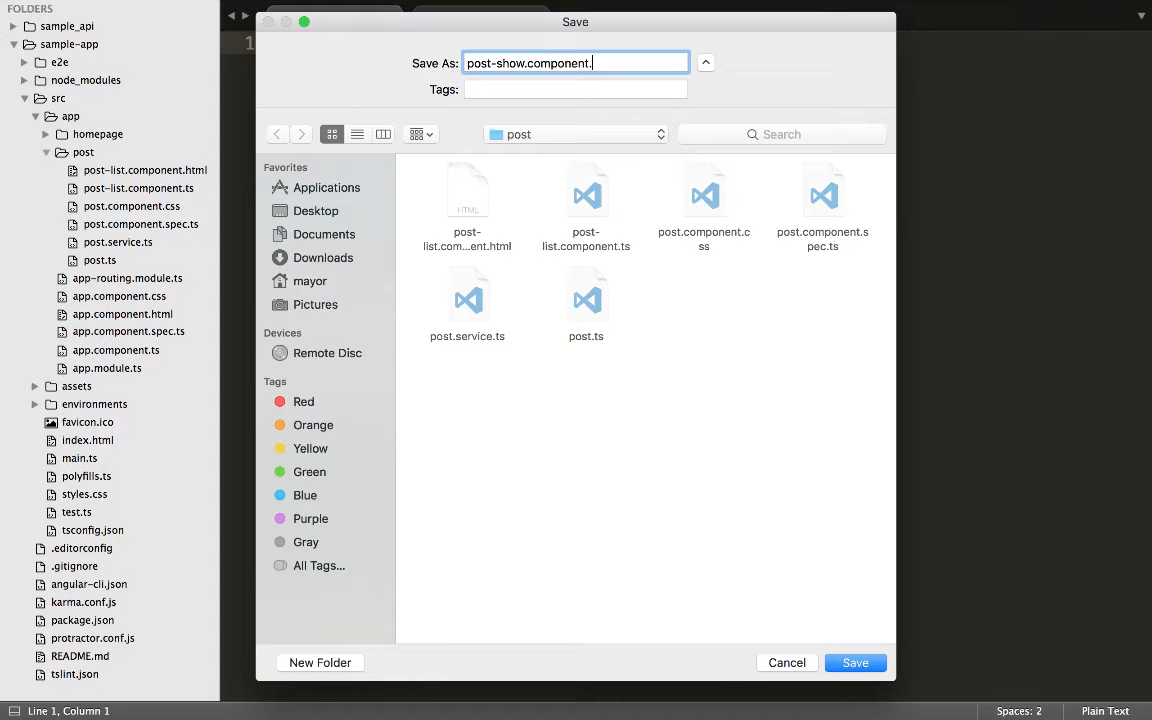 FOLDERS
sample_api
sample-app
e2e
node_modules
src
app
homepage
post
post-list.component.html
post-list.component.ts
post.component.css
post.component.spec.ts
post.service.ts
post.ts
app-routing.module.ts
app.component.css
app.component.html
app.component.spec.ts
app.component.ts
app.module.ts
assets
environments
favicon.ico
index.html
main.ts
polyfills.ts
styles.css
test.ts
tsconfig.json
.editorconfig
.gitignore
angular-cli.json
karma.conf.js
package.json
protractor.conf.js
README.md
tslint.json
1
Save
Save As: post-show.component.
Tags:
post
Search
Favorites
Applications
Desktop
Documents
Downloads
mayor
Pictures
Devices
Remote Disc
Tags
Red
Orange
Yellow
Green
Blue
Purple
Gray
All Tags...
HTML
post-
list.com...ent.html
post-
list.component.ts
post.component.c
ss
post.component.s
pec.ts
post.service.ts
post.ts
New Folder
Cancel
Save
Line 1, Column 1
Spaces: 2
Plain Text